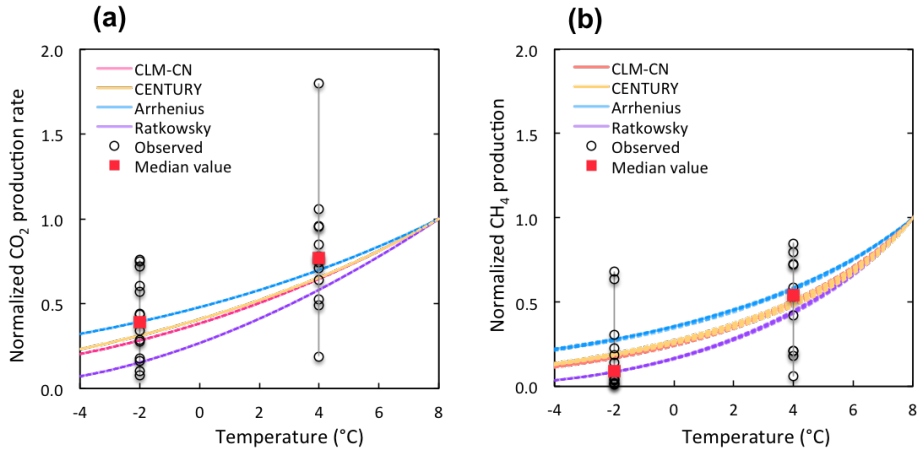 (a)
Normalized CO2 production rate
2.0
1.5
1.0
0.5
0.0
CLM-CN
CENTURY
Arrhenius
Ratkowsky
Observed
Median value
-4
-2
0
2
4
6
8
Temperature (°C)
(b)
Normalized CH4 production
2.0
1.5
1.0
0.5
0.0
CLM-CN
CENTURY
Arrhenius
Ratkowsky
Observed
Median value
-4
-2
0
2
4
6
8
Temperature (°C)